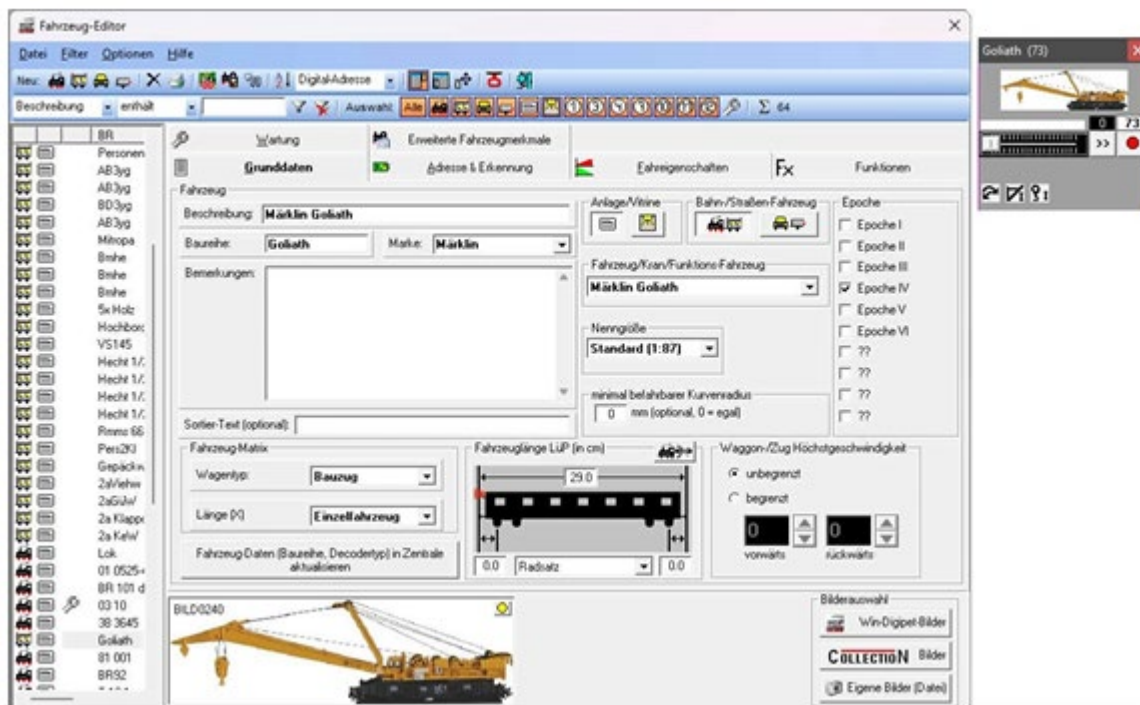 Fahrzeug-Editor
Datei Filter Optionen Hilfe
Neu: Digital-Adresse
Beschreibung enthält Auswahl: Alle Σ 64
BR
Personen
AB3yg
AB3yg
BD3yg
AB3yg
Mitropa
Bmhe
Bmhe
Bmhe
5x Holz
Hochbord
VS145
Hecht 1/
Hecht 1/
Hecht 1/
Hecht 1/
Rmms 66
Pers2Kl
Gepäckw
2aViehw
2aGüW
2a Klapp
2a KeW
Lok
01 0525
BR 101 d
03 10
38 3645
Goliath
81 001
BR92
Wartung Erweiterte Fahrzeugmerkmale
Grunddaten Adresse & Erkennung Fahreigenschaften Fx Funktionen
Fahrzeug
Beschreibung: Märklin Goliath
Baureihe: Goliath Marke: Märklin
Bemerkungen:
Sortier-Text (optional):
Anlage/Vitrine Bahn-/Straßen-Fahrzeug
Fahrzeug/Kran/Funktions-Fahrzeug
Märklin Goliath
Nenngröße
Standard (1:87)
minimal befahrbarer Kurvenradius
0 mm (optional, 0 = egal)
Epoche
Epoche I
Epoche II
Epoche III
Epoche IV
Epoche V
Epoche VI
??
??
??
??
Fahrzeug-Matrix
Wagentyp: Bauzug
Länge (X) Einzelfahrzeug
Fahrzeug-Daten (Baureihe, Decodertyp) in Zentrale
aktualisieren
Fahrzeuglänge LüP (in cm)
29.0
0.0 Radsatz 0.0
Waggon-/Zug Höchstgeschwindigkeit
unbegrenzt
begrenzt
0 0
vorwärts rückwärts
BILD0240
Bilderauswahl
Win-Digipet-Bilder
COLLECTION Bilder
Eigene Bilder (Datei)
Goliath (73)
0 73
>>